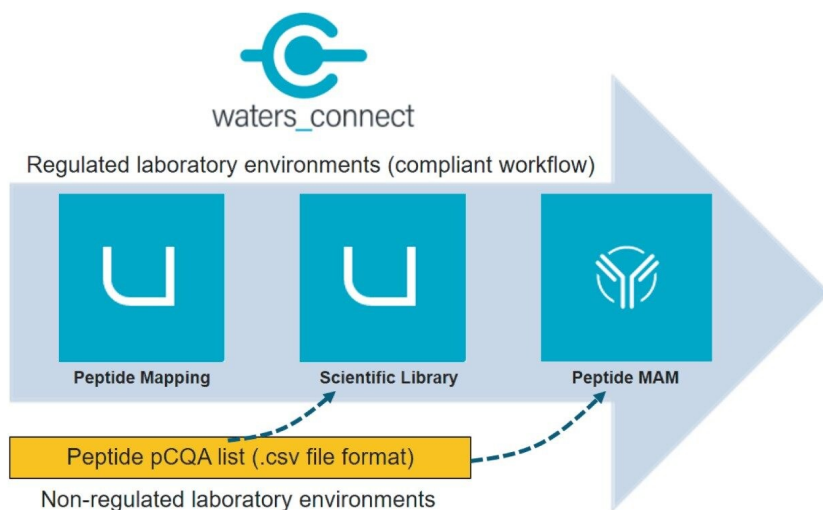 waters_connect
Regulated laboratory environments (compliant workflow)
Peptide Mapping
Scientific Library
Peptide MAM
Peptide pCQA list (.csv file format)
Non-regulated laboratory environments